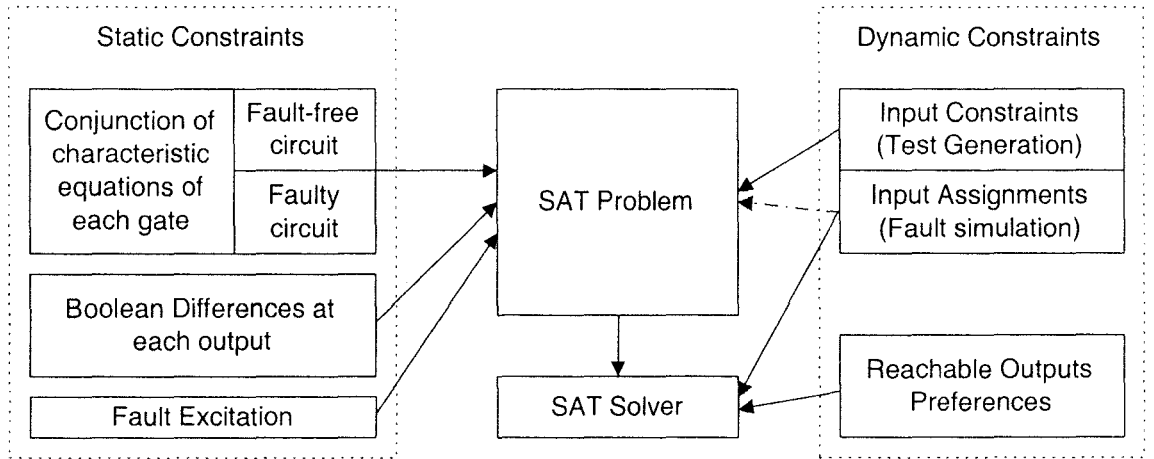 Static Constraints
Conjunction of
characteristic
equations of
each gate
Fault-free
circuit
Faulty
circuit
Boolean Differences at
each output
Fault Excitation
SAT Problem
SAT Solver
Dynamic Constraints
Input Constraints
(Test Generation)
Input Assignments
(Fault simulation)
Reachable Outputs
Preferences